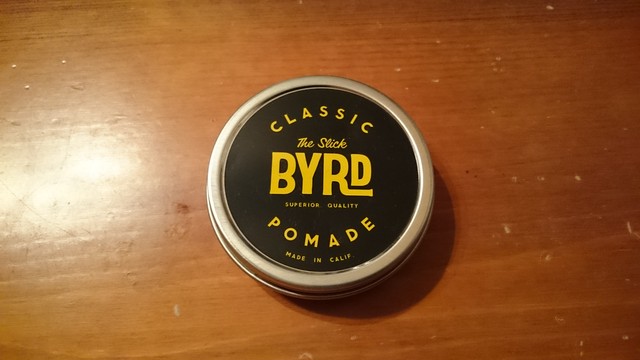 CLASSIC
The Slick
BYRD
SUPERIOR QUALITY
POMADE
MADE IN CALIF.